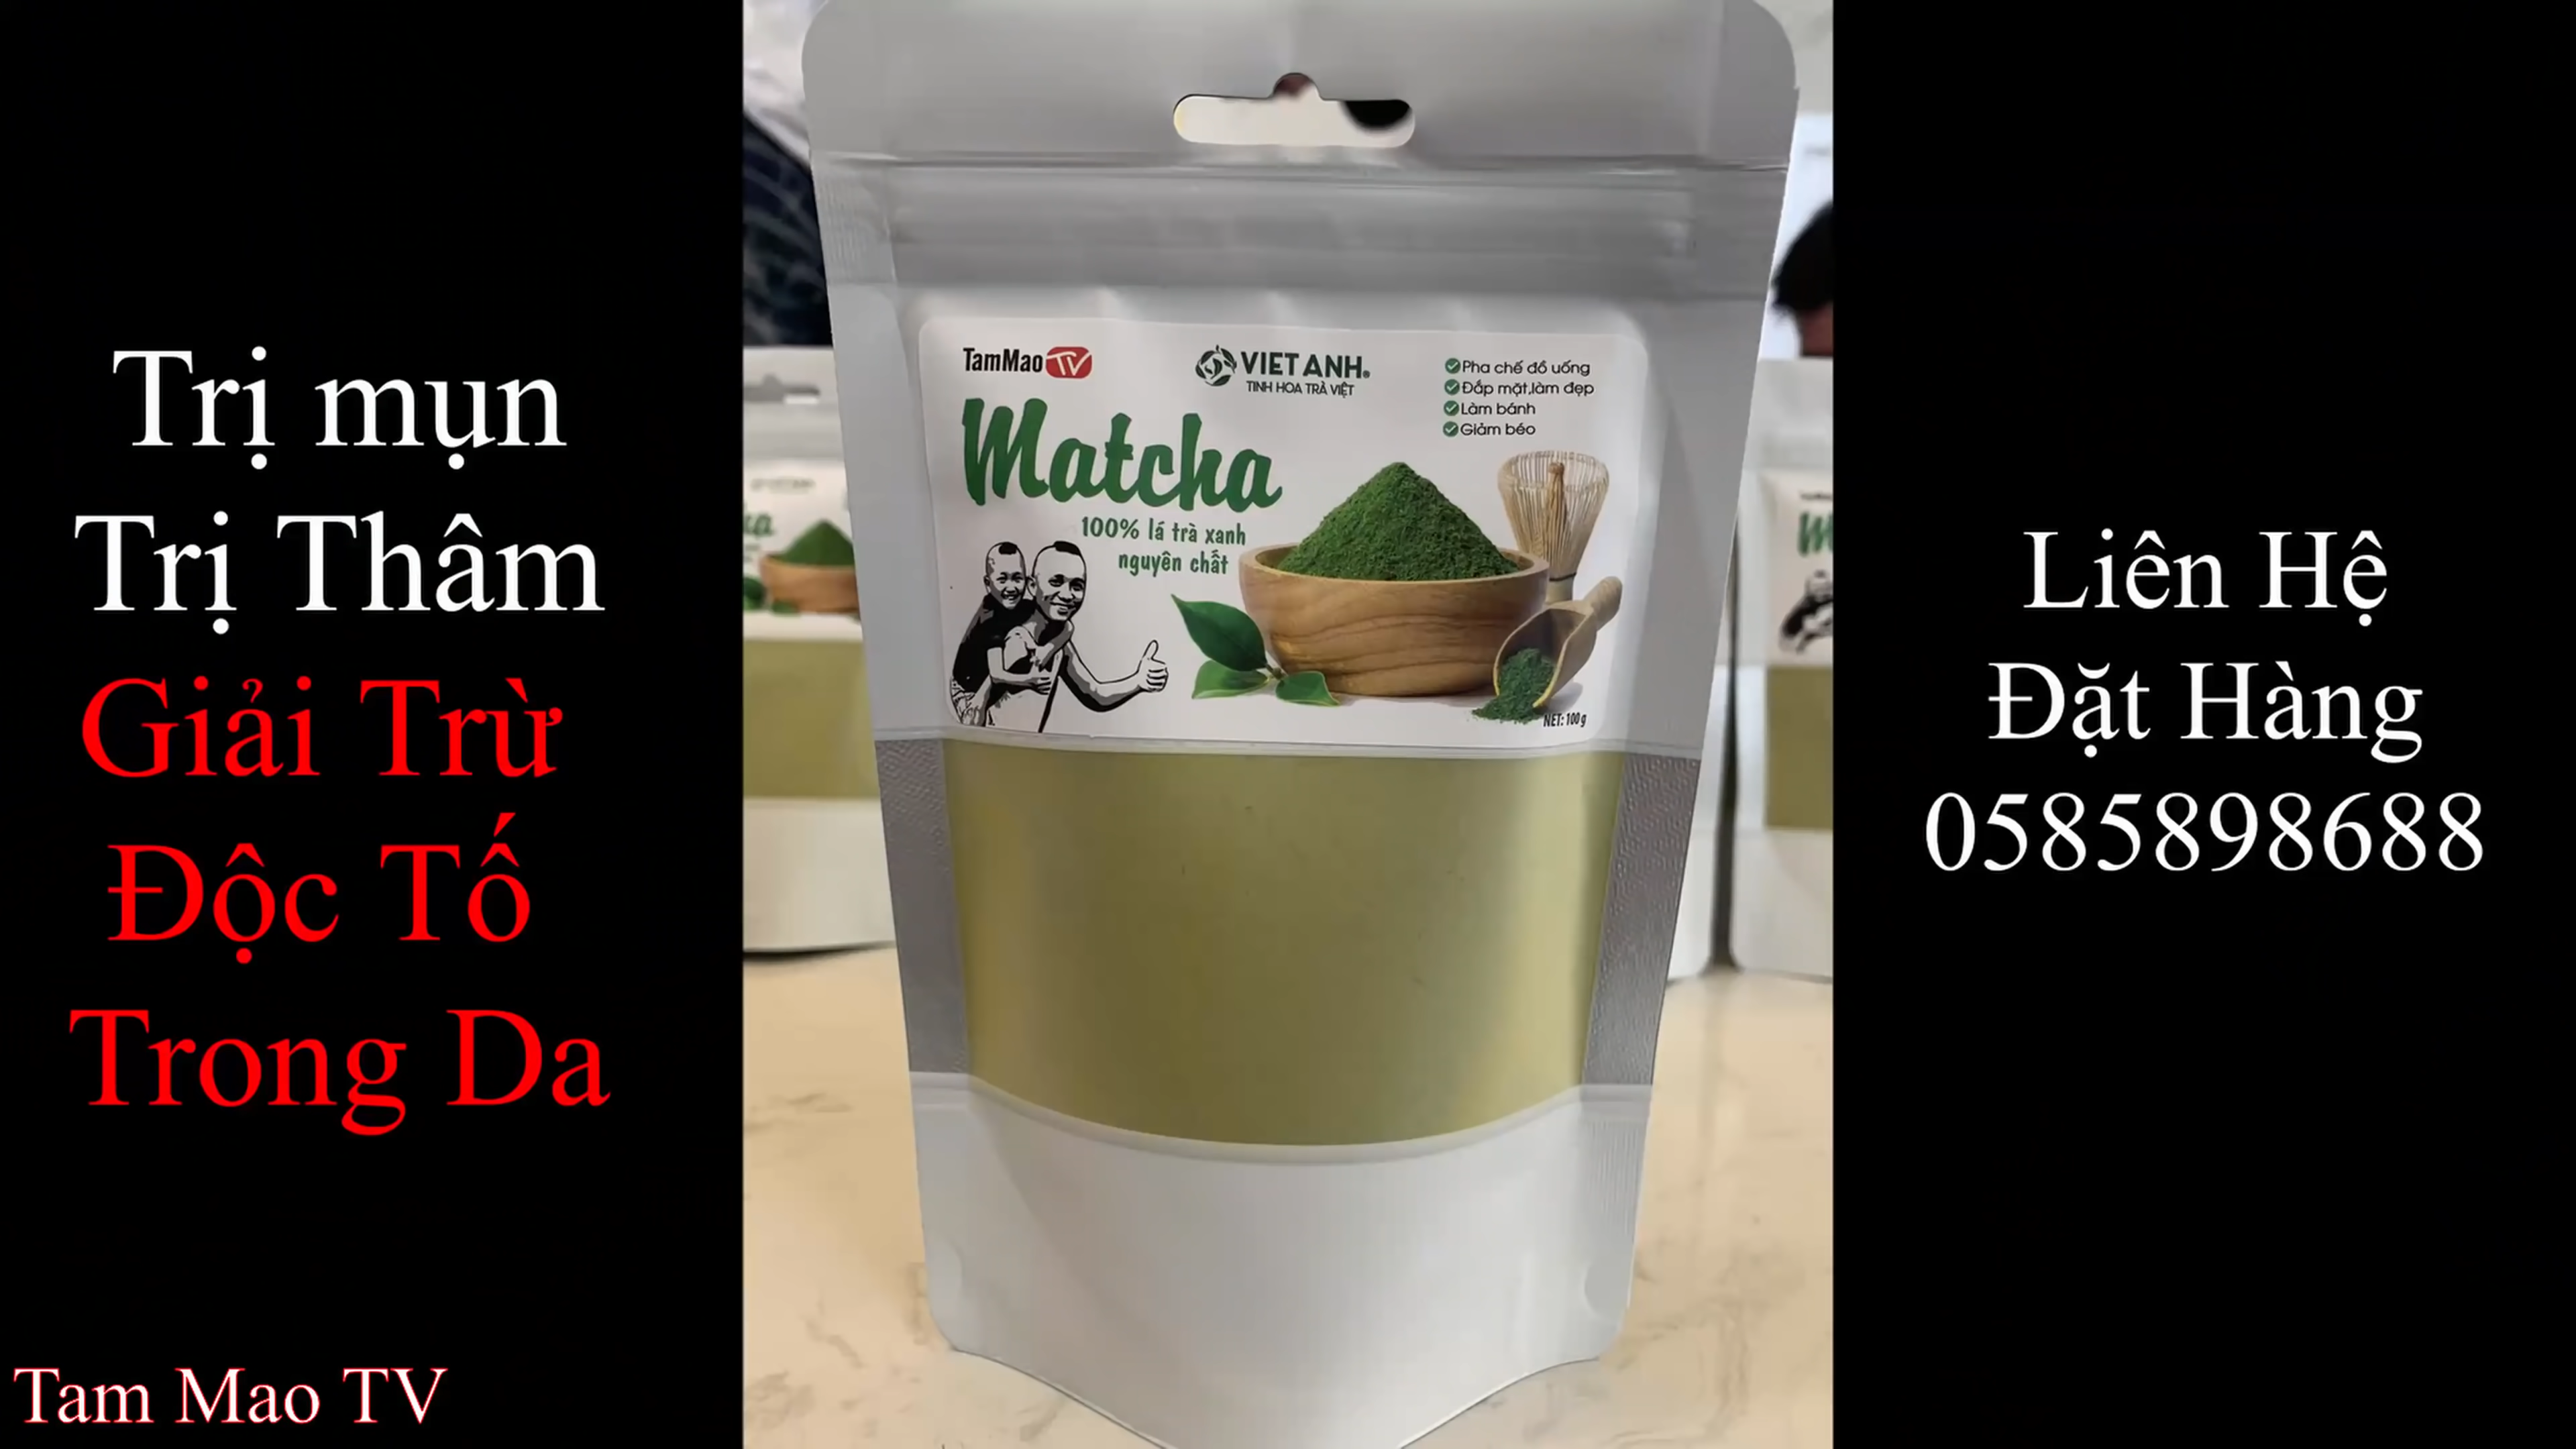 Trị mụn
Trị Thâm
Giải Trừ
Độc Tố
Trong Da
Tam Mao TV
TamMao TV
VIET ANH®
TINH HOA TRÀ VIỆT
Pha chế đồ uống
Đắp mặt,làm đẹp
Làm bánh
Giảm béo
Matcha
100% lá trà xanh
nguyên chất
NET: 100 g
Liên Hệ
Đặt Hàng
0585898688